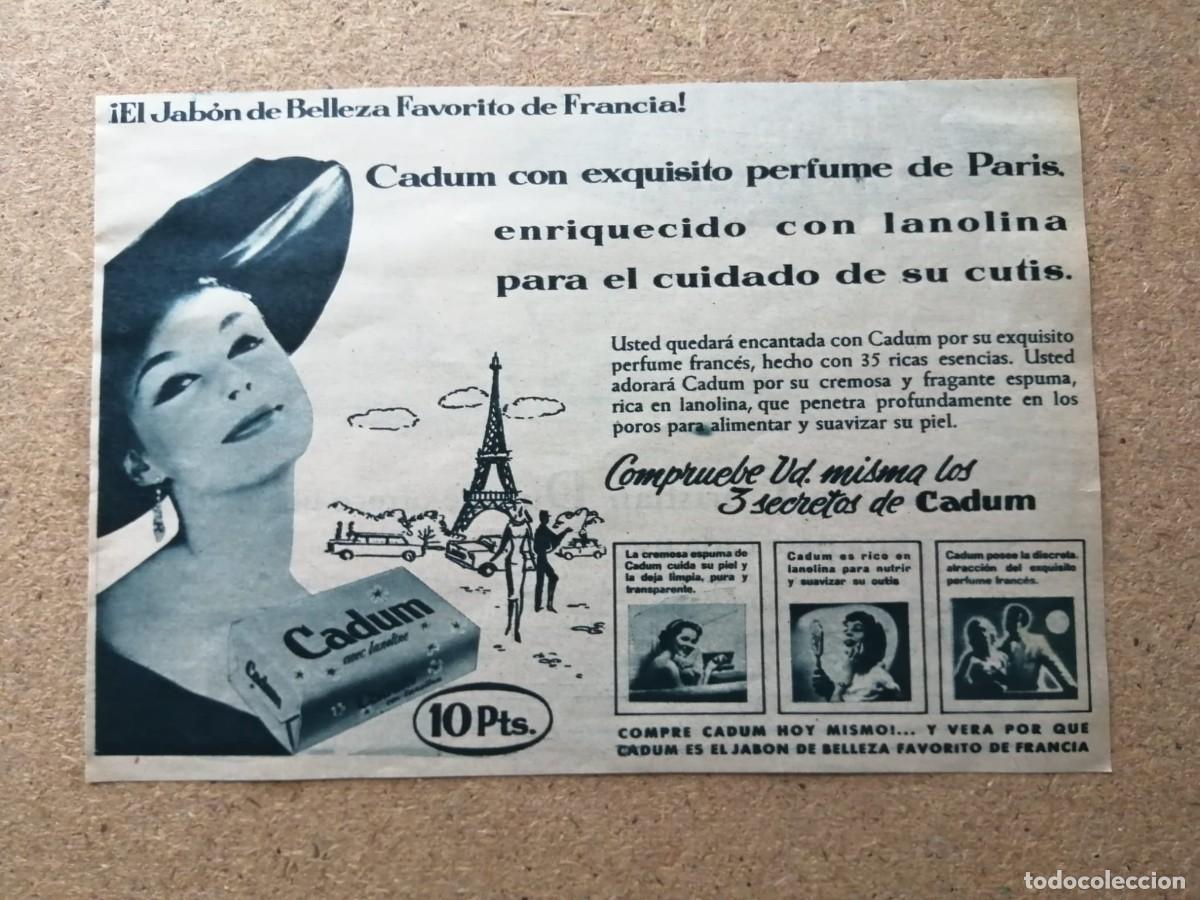 ¡El Jabón de Belleza Favorito de Francia!
Cadum con exquisito perfume de Paris,
enriquecido con lanolina
para el cuidado de su cutis.
Usted quedará encantada con Cadum por su exquisito
perfume francés, hecho con 35 ricas esencias. Usted
adorará Cadum por su cremosa y fragante espuma,
rica en lanolina, que penetra profundamente en los
poros para alimentar y suavizar su piel.
Compruebe Vd. misma los
3 secretos de Cadum
La cremosa espuma de
Cadum cuida su piel y
la deja limpia, pura y
transparente.
Cadum es rico en
lanolina para nutrir
y suavizar su cutis
Cadum posee la discreta
atracción del exquisito
perfume francés.
Cadum
avec lanoline
Cadum
10 Pts.
COMPRE CADUM HOY MISMO!... Y VERA POR QUE
CADUM ES EL JABON DE BELLEZA FAVORITO DE FRANCIA
todocoleccion